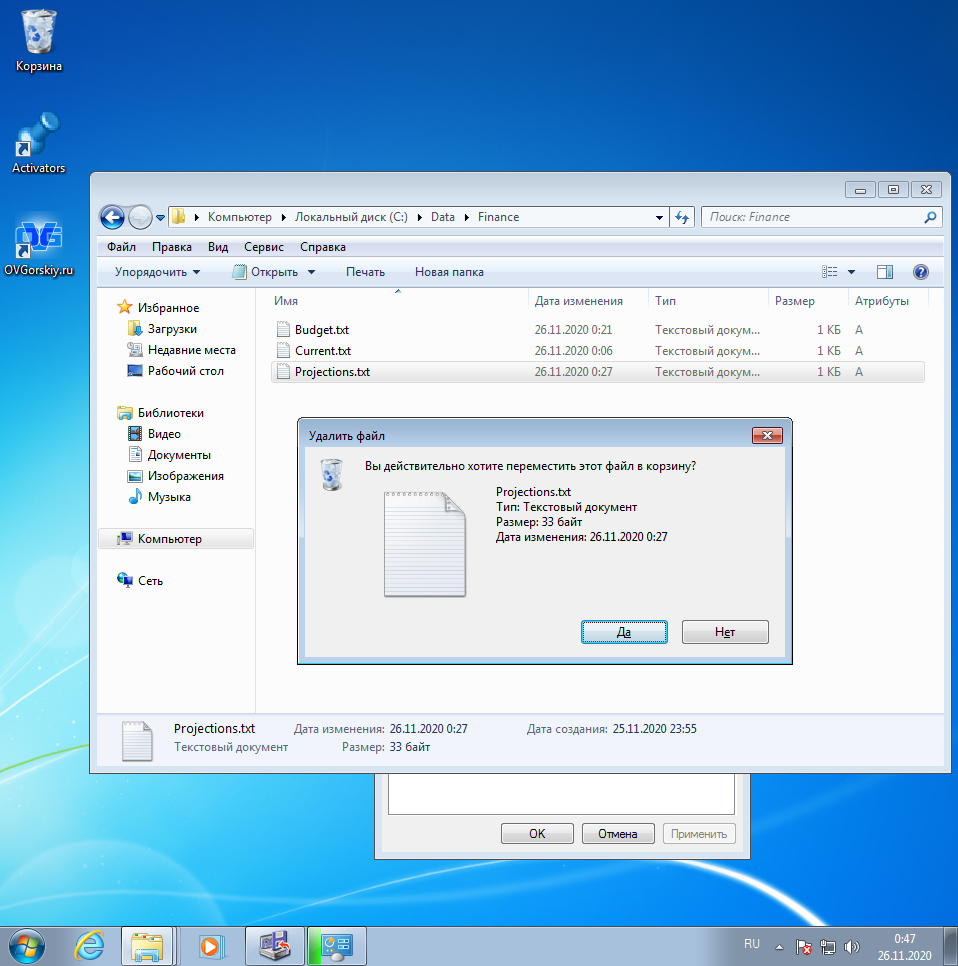 Корзина
Activators
OVGorskiy.ru
Компьютер
Локальный диск (C:)
Data
Finance
Поиск: Finance
Файл Правка Вид Сервис Справка
Упорядочить Открыть Печать Новая папка
Избранное
Загрузки
Недавние места
Рабочий стол
Библиотеки
Видео
Документы
Изображения
Музыка
Компьютер
Сеть
Имя Дата изменения Тип Размер Атрибуты
Budget.txt 26.11.2020 0:21 Текстовый докум... 1 КБ A
Current.txt 26.11.2020 0:06 Текстовый докум... 1 КБ A
Projections.txt 26.11.2020 0:27 Текстовый докум... 1 КБ A
Удалить файл
Вы действительно хотите переместить этот файл в корзину?
Projections.txt
Тип: Текстовый документ
Размер: 33 байт
Дата изменения: 26.11.2020 0:27
Да Нет
Projections.txt Дата изменения: 26.11.2020 0:27 Дата создания: 25.11.2020 23:55
Текстовый документ Размер: 33 байт
OK Отмена Применить
RU
0:47
26.11.2020